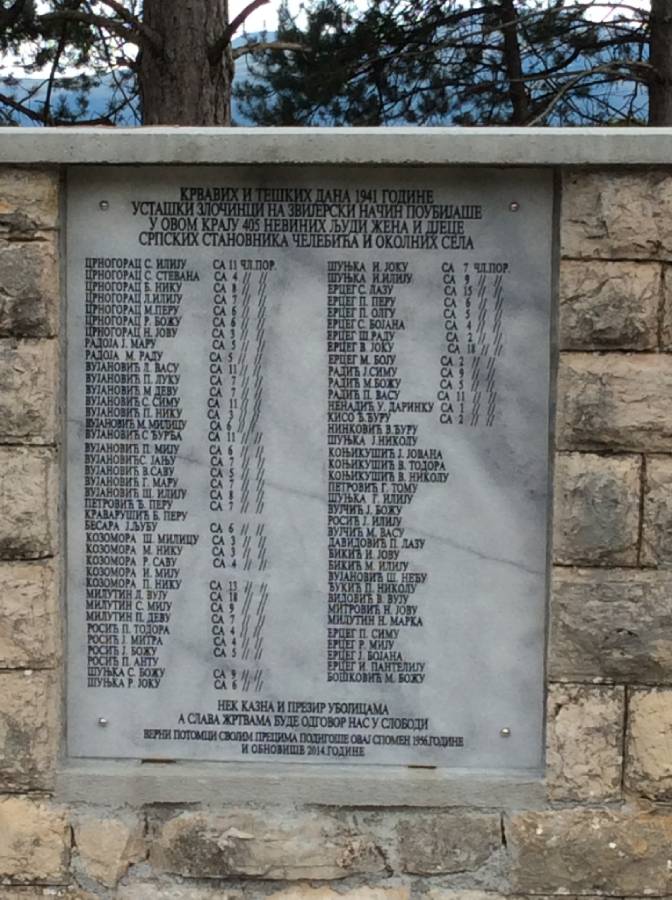 КРВАВИХ И ТЕШКИХ ДАНА 1941 ГОДИНЕ
УСТАШКИ ЗЛОЧИНЦИ НА ЗВИЈЕРСКИ НАЧИН ПОУБИЈАШЕ
У ОВОМ КРАЈУ 405 НЕВИНИХ ЉУДИ ЖЕНА И ДЈЕЦЕ
СРПСКИХ СТАНОВНИКА ЧЕЛЕБИЋА И ОКОЛНИХ СЕЛА
ЦРНОГОРАЦ С. ИЛИЈУ СА 11 ЧЛ.ПОР.
ЦРНОГОРАЦ С. СТЕВАНА СА 4 // //
ЦРНОГОРАЦ Б. НИКУ СА 8 // //
ЦРНОГОРАЦ Л.ИЛИЈУ СА 7 // //
ЦРНОГОРАЦ М.ПЕРУ СА 6 // //
ЦРНОГОРАЦ Р. БОЖУ СА 6 // //
ЦРНОГОРАЦ Н. ЈОВУ СА 3 // //
РАДОЈА Ј. МАРУ СА 5 // //
РАДОЈА М. РАДУ СА 5 // //
ВУЈАНОВИЋ Л. ВАСУ СА 11 // //
ВУЈАНОВИЋ П. ЛУКУ СА 7 // //
ВУЈАНОВИЋ М. ДЕВУ СА 7 // //
ВУЈАНОВИЋ С. СИМУ СА 11 // //
ВУЈАНОВИЋ П. НИКУ СА 3 // //
ВУЈАНОВИЋ М. МИЛИЦУ СА 6 // //
ВУЈАНОВИЋ С. ЂУРЂА СА 11 // //
ВУЈАНОВИЋ П. МИЈУ СА 6 // //
ВУЈАНОВИЋ С. ЈАЊУ СА 7 // //
ВУЈАНОВИЋ В.САВУ СА 5 // //
ВУЈАНОВИЋ Г. МАРУ СА 7 // //
ВУЈАНОВИЋ Ш. ИЛИЈУ СА 8 // //
ПЕТРОВИЋ Ђ. ПЕРУ СА 7 // //
КРАВАРУШИЋ Б. ПЕРУ
БЕСАРА Ј.ЉУБУ СА 6 // //
КОЗОМОРА Ш. МИЛИЦУ СА 3 // //
КОЗОМОРА М. НИКУ СА 3 // //
КОЗОМОРА Р. САВУ СА 4 // //
КОЗОМОРА И. МИЈУ
КОЗОМОРА П. НИКУ СА 13 // //
МИЛУТИН Д. ВУЈУ СА 18 // //
МИЛУТИН С. МИЈУ СА 9 // //
МИЛУТИН П. ДЕВУ СА 7 // //
РОСИЋ П. ТОДОРА СА 4 // //
РОСИЋ Ј. МИТРА СА 4 // //
РОСИЋ Ј. БОЖУ СА 5 // //
РОСИЋ П. АНТУ
ШУЊКА С. БОЖУ СА 9 // //
ШУЊКА Р. ЈОКУ СА 6 // //
ШУЊКА И. ЈОКУ СА 7 ЧЛ.ПОР.
ШУЊКА И.ИЛИЈУ СА 9 // //
ЕРЦЕГ С. ЛАЗУ СА 15 // //
ЕРЦЕГ П. ПЕРУ СА 6 // //
ЕРЦЕГ П. ОЛГУ СА 5 // //
ЕРЦЕГ С. БОЈАНА СА 4 // //
ЕРЦЕГ Ш.РАДУ СА 2 // //
ЕРЦЕГ В. ЈОКУ СА 18 // //
ЕРЦЕГ М. БОЈУ СА 2 // //
РАДИЋ Ј.СИМУ СА 9 // //
РАДИЋ М.БОЖУ СА 5 // //
РАДИЋ П. ВАСУ СА 11 // //
НЕНАДИЋ У. ДАРИНКУ СА 1 // //
КИСО Ђ.ЂУРУ СА 2 // //
НИНКОВИЋ В.ЂУРУ
ШУЊКА Ј.НИКОЛУ
КОЊИКУШИЋ Ј. ЈОВАНА
КОЊИКУШИЋ В. ТОДОРА
КОЊИКУШИЋ В. НИКОЛУ
ПЕТРОВИЋ Г. ТОМУ
ШУЊКА Г. ИЛИЈУ
ВУЈЧИЋ Ј. БОЖУ
РОСИЋ Ј. ИЛИЈУ
ВУЈЧИЋ М. ВАСУ
ДАВИДОВИЋ П. ЛАЗУ
БИКИЋ И. ЈОВУ
БИКИЋ М. ИЛИЈУ
ВУЈАНОВИЋ Ш. НЕЂУ
ЂУКИЋ П. НИКОЛУ
ВИДОВИЋ В. ВУЈУ
МИТРОВИЋ Н. ЈОВУ
МИЛУТИН Н. МАРКА
ЕРЦЕГ П. СИМУ
ЕРЦЕГ Р. МИЈУ
ЕРЦЕГ Ј. БОЈАНА
ЕРЦЕГ И. ПАНТЕЛИЈУ
БОШКОВИЋ М. БОЖУ
НЕК КАЗНА И ПРЕЗИР УБОЛИЦАМА
А СЛАВА ЖРТВАМА БУДЕ ОДГОВОР НАС У СЛОБОДИ
ВЕРНИ ПОТОМЦИ СВОЛИМ ПРЕЦИМА ПОДИГОШЕ ОВАЈ СПОМЕН 1956.ГОДИНЕ
И ОБНОВИШЕ 2014.ГОДИНЕ